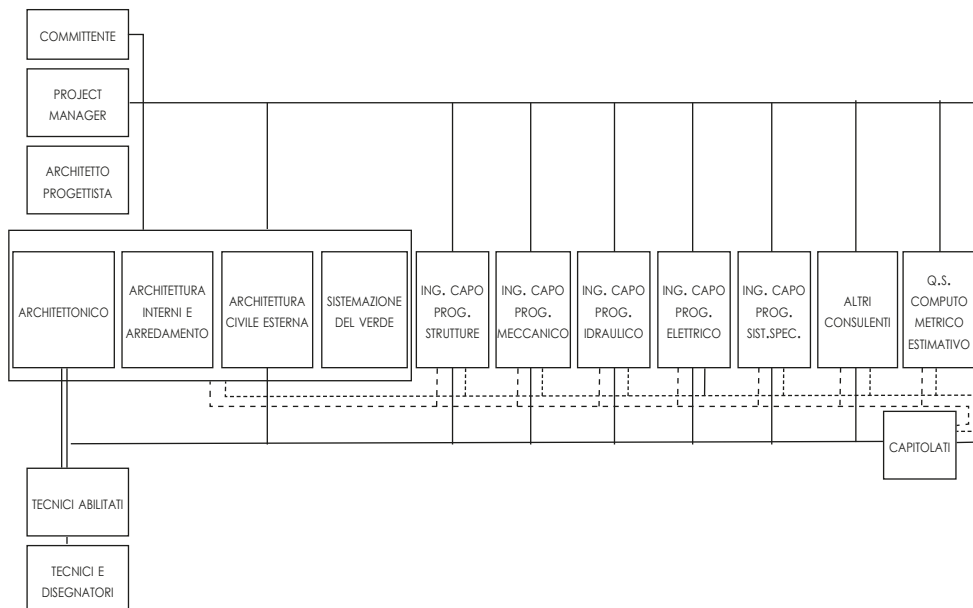 COMMITTENTE
PROJECT
MANAGER
ARCHITETTO
PROGETTISTA
ARCHITETTONICO
ARCHITETTURA
INTERNI E
ARREDAMENTO
ARCHITETTURA
CIVILE ESTERNA
SISTEMAZIONE
DEL VERDE
ING. CAPO
PROG.
STRUTTURE
ING. CAPO
PROG.
MECCANICO
ING. CAPO
PROG.
IDRAULICO
ING. CAPO
PROG.
ELETTRICO
ING. CAPO
PROG.
SIST.SPEC.
ALTRI
CONSULENTI
Q.S.
COMPUTO
METRICO
ESTIMATIVO
CAPITOLATI
TECNICI ABILITATI
TECNICI E
DISEGNATORI